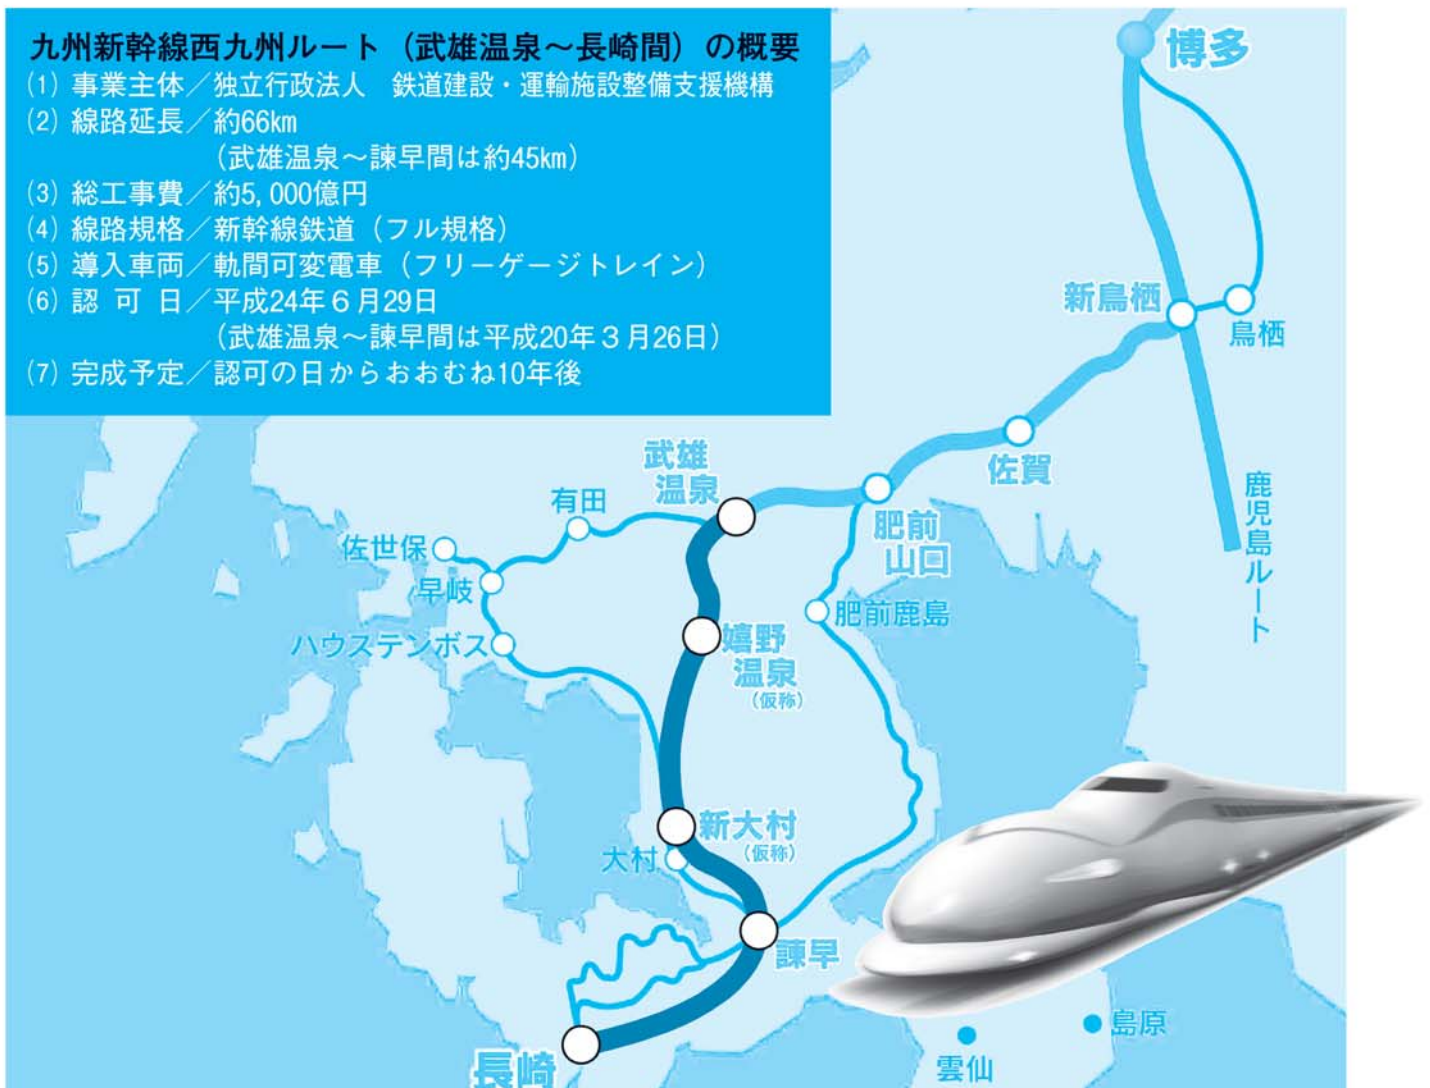 九州新幹線西九州ルート（武雄温泉～長崎間）の概要
(1) 事業主体／独立行政法人　鉄道建設・運輸施設整備支援機構
(2) 線路延長／約66㎞
（武雄温泉～諫早間は約45㎞）
(3) 総工事費／約5,000億円
(4) 線路規格／新幹線鉄道（フル規格）
(5) 導入車両／軌間可変電車（フリーゲージトレイン）
(6) 認 可 日／平成24年６月29日
（武雄温泉～諫早間は平成20年３月26日）
(7) 完成予定／認可の日からおおむね10年後
博多
新鳥栖
鳥栖
佐賀
武雄
温泉
有田
肥前
山口
鹿児島ルート
佐世保
早岐
肥前鹿島
ハウステンボス
嬉野
温泉
（仮称）
新大村
（仮称）
大村
諫早
島原
雲仙
長崎